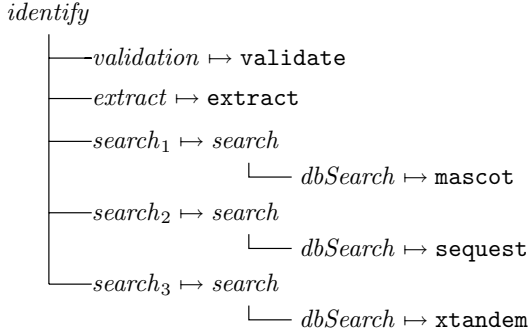 identify
validation ↦ validate
extract ↦ extract
search₁ ↦ search
dbSearch ↦ mascot
search₂ ↦ search
dbSearch ↦ sequest
search₃ ↦ search
dbSearch ↦ xtandem